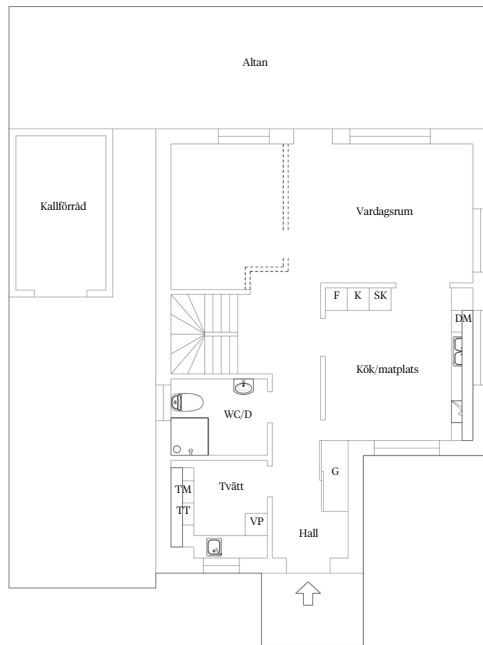 Altan
Kallförråd
Vardagsrum
F K SK
DM
Kök/matplats
WC/D
TM
Tvätt
G
TT
VP
Hall